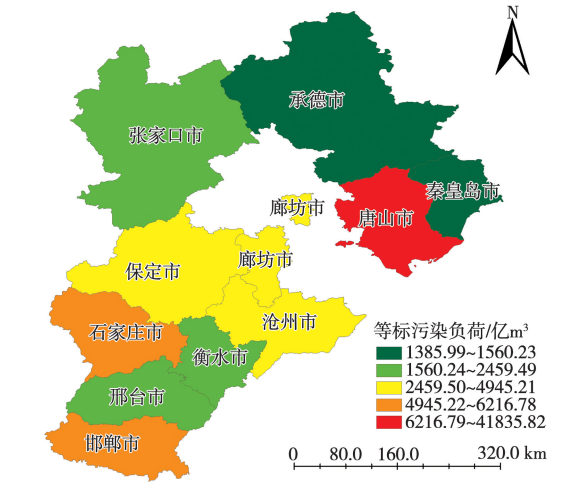 N
承德市
张家口市
秦皇岛市
廊坊市
唐山市
廊坊市
保定市
沧州市
石家庄市
衡水市
邢台市
邯郸市
等标污染负荷/亿m³
1385.99~1560.23
1560.24~2459.49
2459.50~4945.21
4945.22~6216.78
6216.79~41835.82
0 80.0 160.0 320.0 km